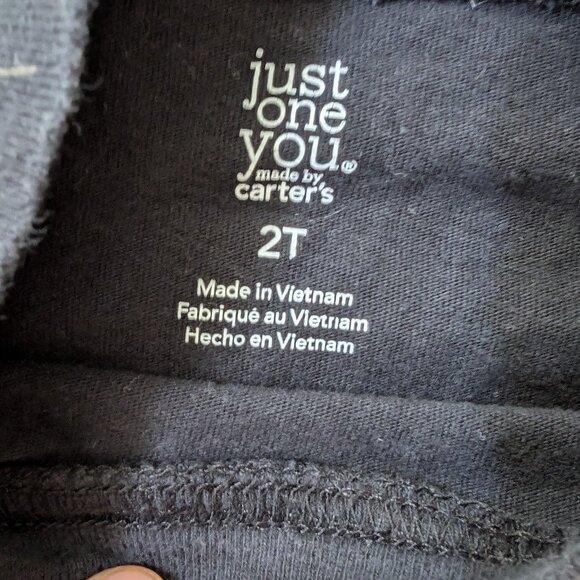 just
one
you®
made by
carter's
2T
Made in Vietnam
Fabriqué au Vietnam
Hecho en Vietnam